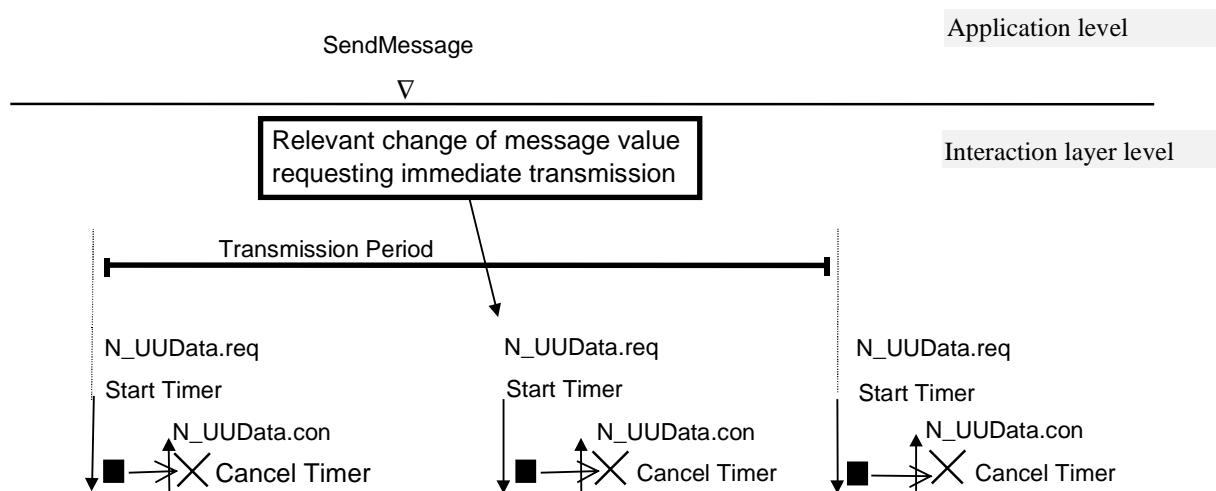 Application level
SendMessage
∇
Relevant change of message value
requesting immediate transmission
Interaction layer level
Transmission Period
N_UUData.req
N_UUData.req
N_UUData.req
Start Timer
Start Timer
Start Timer
N_UUData.con
N_UUData.con
N_UUData.con
Cancel Timer
Cancel Timer
Cancel Timer